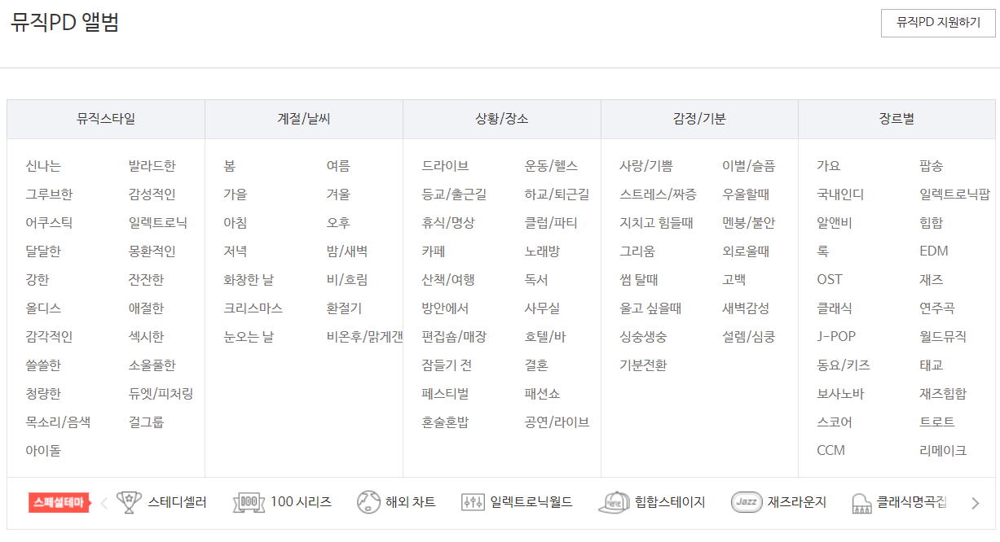 뮤직PD 앨범
뮤직PD 지원하기
뮤직스타일 계절/날씨 상황/장소 감정/기분 장르별
신나는 발라드한 봄 여름 드라이브 운동/헬스 사랑/기쁨 이별/슬픔 가요 팝송
그루브한 감성적인 가을 겨울 등교/출근길 하교/퇴근길 스트레스/짜증 우울할때 국내인디 일렉트로닉팝
어쿠스틱 일렉트로닉 아침 오후 휴식/명상 클럽/파티 지치고 힘들때 멘붕/불안 알앤비 힙합
달달한 몽환적인 저녁 밤/새벽 카페 노래방 그리움 외로울때 록 EDM
강한 잔잔한 화창한 날 비/흐림 산책/여행 독서 썸 탈때 고백 OST 재즈
올디스 애절한 크리스마스 환절기 방안에서 사무실 울고 싶을때 새벽감성 클래식 연주곡
감각적인 섹시한 눈오는 날 비온후/맑게갠 편집숍/매장 호텔/바 싱숭생숭 설렘/심쿵 J-POP 월드뮤직
쓸쓸한 소울풀한 잠들기 전 결혼 기분전환 동요/키즈 태교
청량한 듀엣/피처링 페스티벌 패션쇼 보사노바 재즈힙합
목소리/음색 걸그룹 혼술혼밥 공연/라이브 스코어 트로트
아이돌 CCM 리메이크
스페셜테마 스테디셀러 100 100 시리즈 해외 차트 일렉트로닉월드 힙합스테이지 Jazz 재즈라운지 클래식명곡집